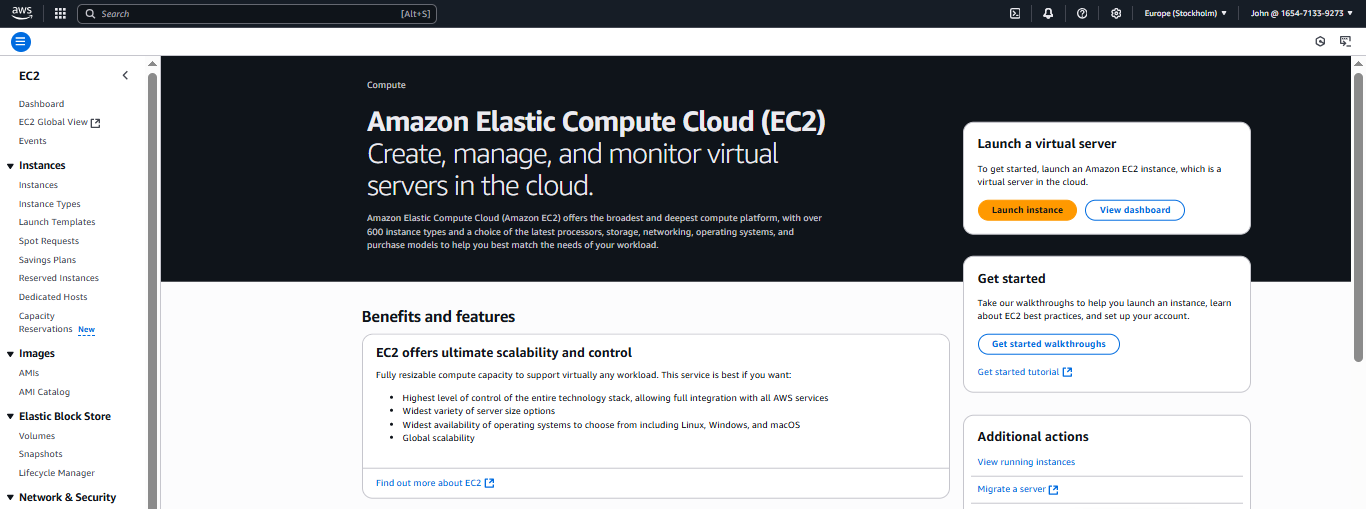 aws
Search
[Alt+S]
Europe (Stockholm)
John @ 1654-7133-9273
EC2
Dashboard
EC2 Global View
Events
Instances
Instances
Instance Types
Launch Templates
Spot Requests
Savings Plans
Reserved Instances
Dedicated Hosts
Capacity
Reservations New
Images
AMIs
AMI Catalog
Elastic Block Store
Volumes
Snapshots
Lifecycle Manager
Network & Security
Compute
Amazon Elastic Compute Cloud (EC2)
Create, manage, and monitor virtual
servers in the cloud.
Amazon Elastic Compute Cloud (Amazon EC2) offers the broadest and deepest compute platform, with over
600 instance types and a choice of the latest processors, storage, networking, operating systems, and
purchase models to help you best match the needs of your workload.
Benefits and features
EC2 offers ultimate scalability and control
Fully resizable compute capacity to support virtually any workload. This service is best if you want:
• Highest level of control of the entire technology stack, allowing full integration with all AWS services
• Widest variety of server size options
• Widest availability of operating systems to choose from including Linux, Windows, and macOS
• Global scalability
Find out more about EC2
Launch a virtual server
To get started, launch an Amazon EC2 instance, which is a
virtual server in the cloud.
Launch instance
View dashboard
Get started
Take our walkthroughs to help you launch an instance, learn
about EC2 best practices, and set up your account.
Get started walkthroughs
Get started tutorial
Additional actions
View running instances
Migrate a server